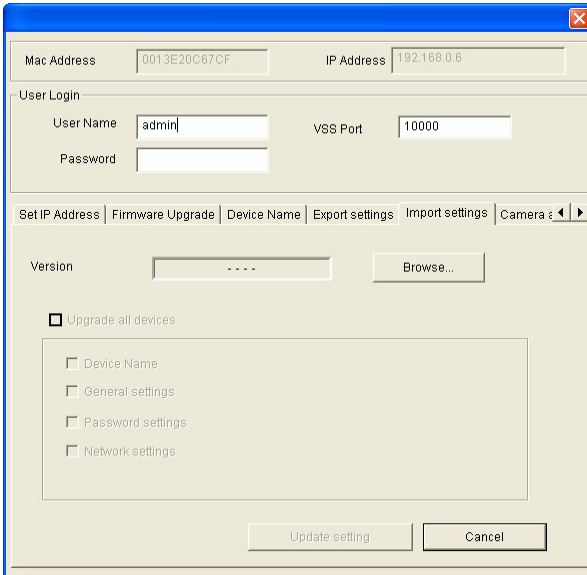 Mac Address 0013E20C67CF IP Address 192.168.0.6
User Login
User Name admin VSS Port 10000
Password
Set IP Address Firmware Upgrade Device Name Export settings Import settings Camera a
Version - - - - Browse...
Upgrade all devices
Device Name
General settings
Password settings
Network settings
Update setting Cancel